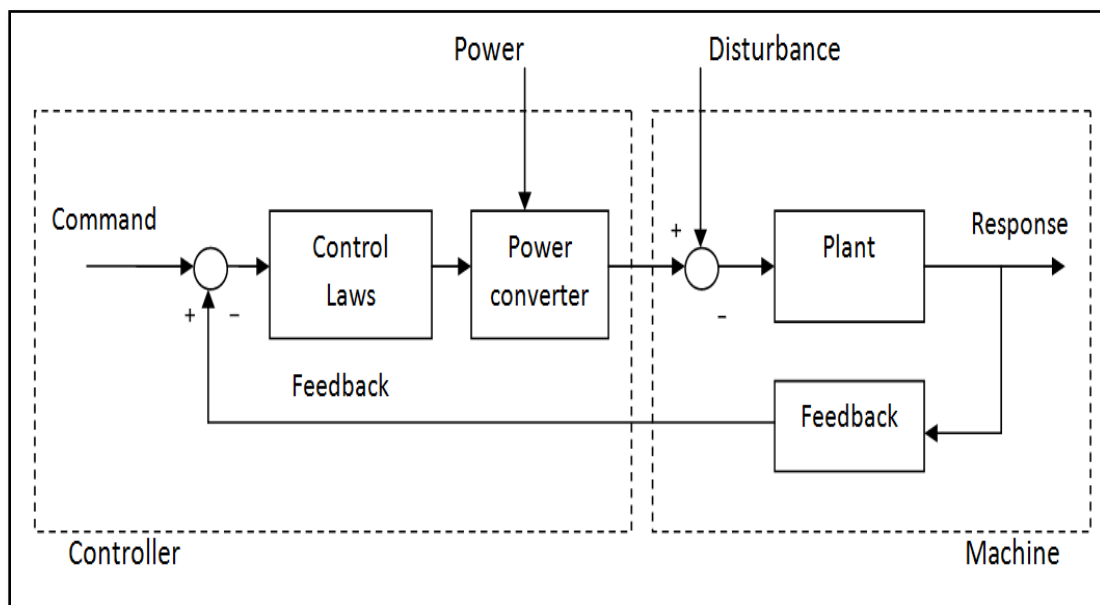 Power
Disturbance
Command
+
−
Control
Laws
Power
converter
+
−
Plant
Response
Feedback
Feedback
Controller
Machine